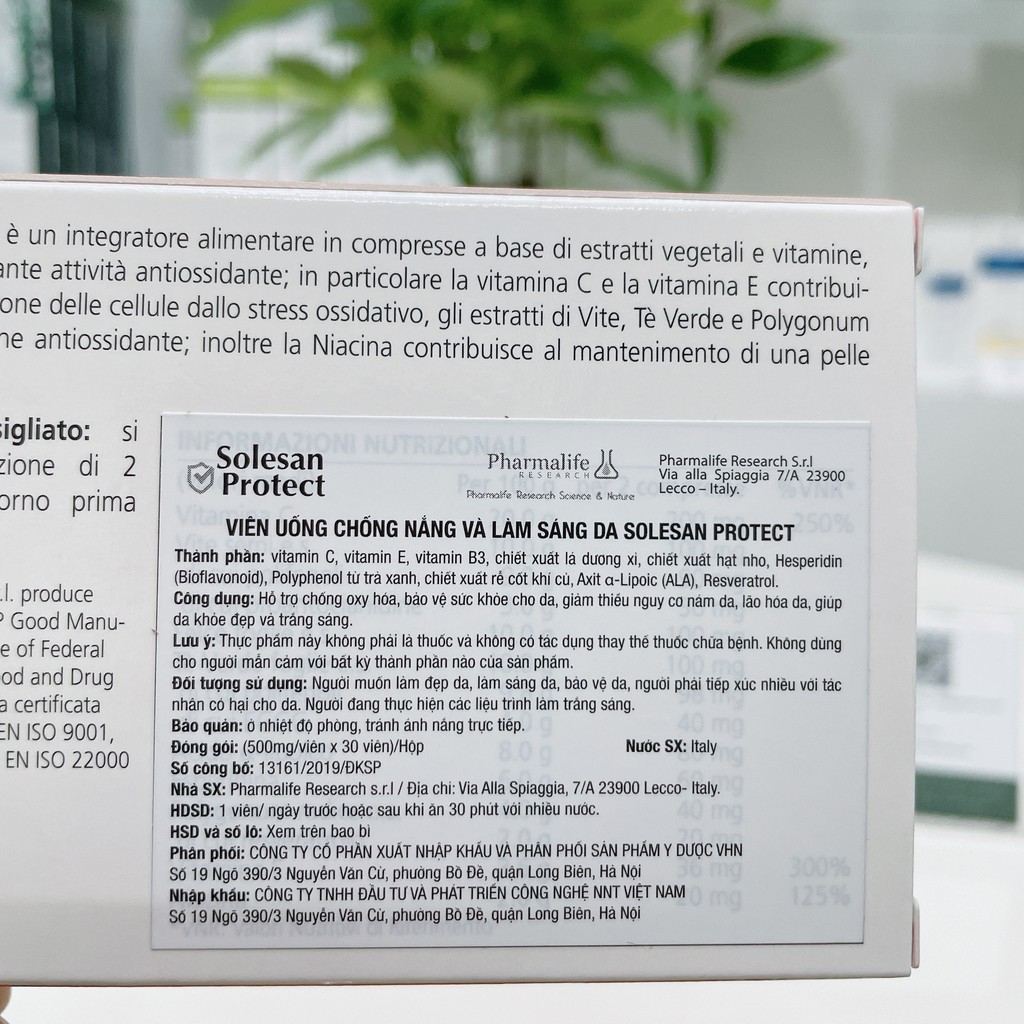 è un integratore alimentare in compresse a base di estratti vegetali e vitamine,
ante attività antiossidante; in particolare la vitamina C e la vitamina E contribui-
one delle cellule dallo stress ossidativo, gli estratti di Vite, Tè Verde e Polygonum
ne antiossidante; inoltre la Niacina contribuisce al mantenimento di una pelle
sigliato: si
zione di 2
orno prima
.l. produce
P Good Manu-
e of Federal
ood and Drug
a certificata
EN ISO 9001,
EN ISO 22000
INFORMAZIONI NUTRIZIONALI
Solesan
Protect
Pharmalife
RESEARCH
Pharmalife Research Science & Nature
Pharmalife Research S.r.l
Via alla Spiaggia 7/A 23900
Lecco – Italy.
%VNR*
250%
VIÊN UỐNG CHỐNG NẮNG VÀ LÀM SÁNG DA SOLESAN PROTECT
Thành phần: vitamin C, vitamin E, vitamin B3, chiết xuất lá dương xỉ, chiết xuất hạt nho, Hesperidin
(Bioflavonoid), Polyphenol từ trà xanh, chiết xuất rễ cốt khí củ, Axit α-Lipoic (ALA), Resveratrol.
Công dụng: Hỗ trợ chống oxy hóa, bảo vệ sức khỏe cho da, giảm thiểu nguy cơ nám da, lão hóa da, giúp
da khỏe đẹp và trắng sáng.
Lưu ý: Thực phẩm này không phải là thuốc và không có tác dụng thay thế thuốc chữa bệnh. Không dùng
cho người mẫn cảm với bất kỳ thành phần nào của sản phẩm.
100 mg
Đối tượng sử dụng: Người muốn làm đẹp da, làm sáng da, bảo vệ da, người phải tiếp xúc nhiều với tác
nhân có hại cho da. Người đang thực hiện các liệu trình làm trắng sáng.
Bảo quản: ở nhiệt độ phòng, tránh ánh nắng trực tiếp.
40 mg
Đóng gói: (500mg/viên x 30 viên)/Hộp
Nước SX: Italy
8.0 g
Số công bố: 13161/2019/ĐKSP
Nhà SX: Pharmalife Research s.r.l / Địa chỉ: Via Alla Spiaggia, 7/A 23900 Lecco- Italy.
HDSD: 1 viên/ ngày trước hoặc sau khi ăn 30 phút với nhiều nước.
40 mg
HSD và số lô: Xem trên bao bì
Phân phối: CÔNG TY CỔ PHẦN XUẤT NHẬP KHẨU VÀ PHÂN PHỐI SẢN PHẨM Y DƯỢC VHN
Số 19 Ngõ 390/3 Nguyễn Văn Cừ, phường Bồ Đề, quận Long Biên, Hà Nội
300%
Nhập khẩu: CÔNG TY TNHH ĐẦU TƯ VÀ PHÁT TRIỂN CÔNG NGHỆ NNT VIỆT NAM
125%
Số 19 Ngõ 390/3 Nguyễn Văn Cừ, phường Bồ Đề, quận Long Biên, Hà Nội